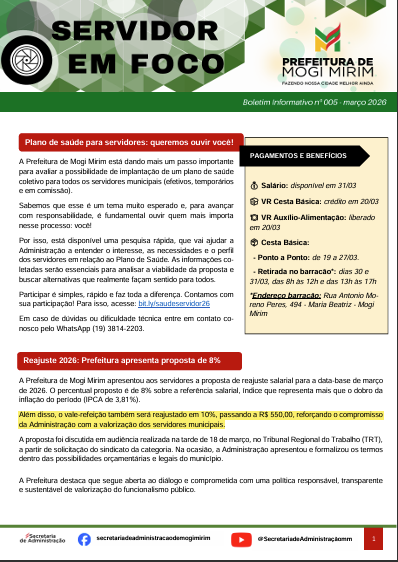 SERVIDOR
EM FOCO
PREFEITURA DE
MOGI MIRIM
FAZENDO NOSSA CIDADE MELHOR AINDA
Boletim Informativo nº 005 - março 2026
Plano de saúde para servidores: queremos ouvir você!
A Prefeitura de Mogi Mirim está dando mais um passo importante
para avaliar a possibilidade de implantação de um plano de saúde
coletivo para todos os servidores municipais (efetivos, temporários
e em comissão).
Sabemos que esse é um tema muito esperado e, para avançar
com responsabilidade, é fundamental ouvir quem mais importa
nesse processo: você!
Por isso, está disponível uma pesquisa rápida, que vai ajudar a
Administração a entender o interesse, as necessidades e o perfil
dos servidores em relação ao Plano de Saúde. As informações co-
letadas serão essenciais para analisar a viabilidade da proposta e
buscar alternativas que realmente façam sentido para todos.
Participar é simples, rápido e faz toda a diferença. Contamos com
sua participação! Para isso, acesse: bit.ly/saudeservidor26
Em caso de dúvidas ou dificuldade técnica entre em contato co-
nosco pelo WhatsApp (19) 3814-2203.
PAGAMENTOS E BENEFÍCIOS
Salário: disponível em 31/03
VR Cesta Básica: crédito em 20/03
VR Auxílio-Alimentação: liberado
em 20/03
Cesta Básica:
- Ponto a Ponto: de 19 a 27/03.
- Retirada no barracão*: dias 30 e
31/03, das 8h às 12h e das 13h às 17h
*Endereço barracão: Rua Antonio Mo-
reno Peres, 494 - Maria Beatriz - Mogi
Mirim
Reajuste 2026: Prefeitura apresenta proposta de 8%
A Prefeitura de Mogi Mirim apresentou aos servidores a proposta de reajuste salarial para a data-base de março
de 2026. O percentual proposto é de 8% sobre a referência salarial, índice que representa mais que o dobro da
inflação do período (IPCA de 3,81%).
Além disso, o vale-refeição também será reajustado em 10%, passando a R$ 550,00, reforçando o compromisso
da Administração com a valorização dos servidores municipais.
A proposta foi discutida em audiência realizada na tarde de 18 de março, no Tribunal Regional do Trabalho (TRT),
a partir de solicitação do sindicato da categoria. Na ocasião, a Administração apresentou e formalizou os termos
dentro das possibilidades orçamentárias e legais do município.
A Prefeitura destaca que segue aberta ao diálogo e comprometida com uma política responsável, transparente
e sustentável de valorização do funcionalismo público.
Secretaria
de Administração
secretariadeadministracaodemogimirim
@SecretariadeAdministraçãomm
1